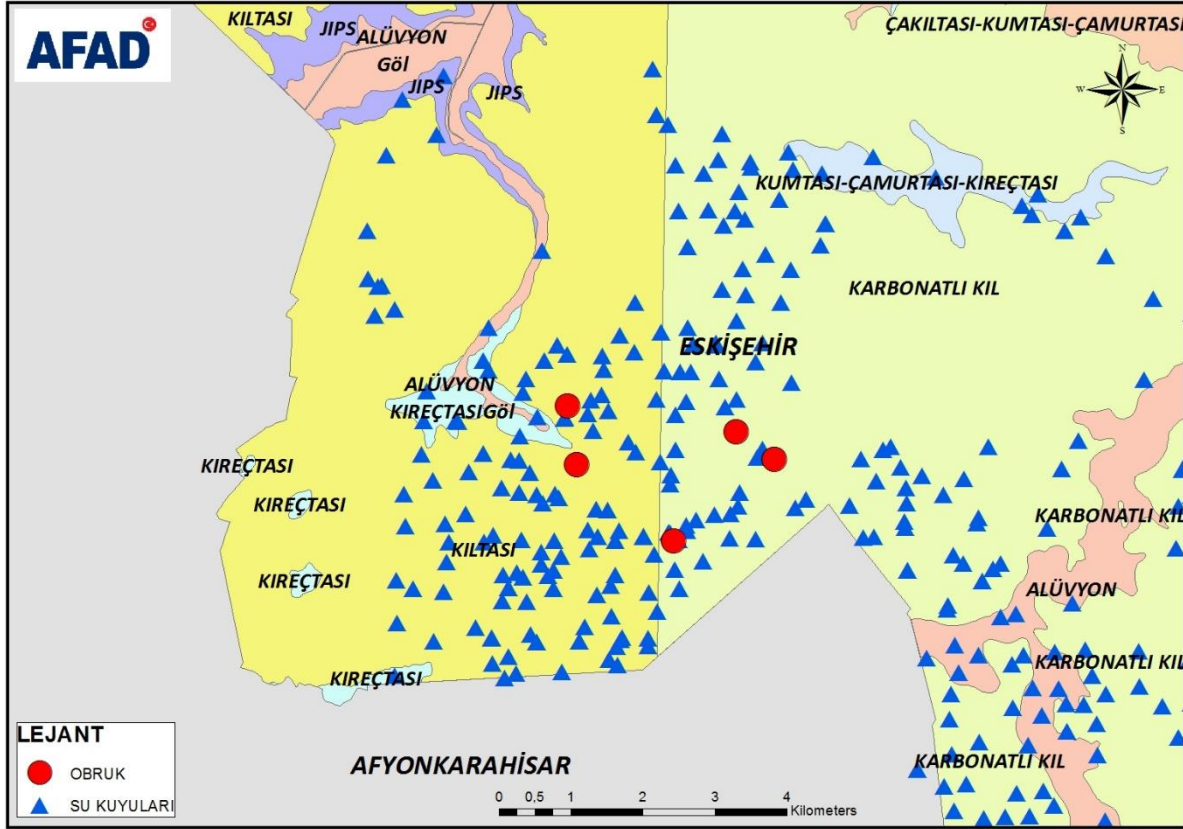 AFAD
KILTASI
JIPS
ALÜVYON
Göl
JIPS
JIPS
ÇAKILTASI-KUMTASI-ÇAMURTASI
N
W E
S
KUMTASI-ÇAMURTASI-KIREÇTASI
KARBONATLI KIL
ESKİŞEHİR
ALÜVYON
KIREÇTASIGöl
KIREÇTASI
KIREÇTASI
KILTASI
KIREÇTASI
KIREÇTASI
KARBONATLI KIL
ALÜVYON
KARBONATLI KIL
KARBONATLI KIL
AFYONKARAHİSAR
LEJANT
OBRUK
SU KUYULARI
0 0,5 1 2 3 4
Kilometers